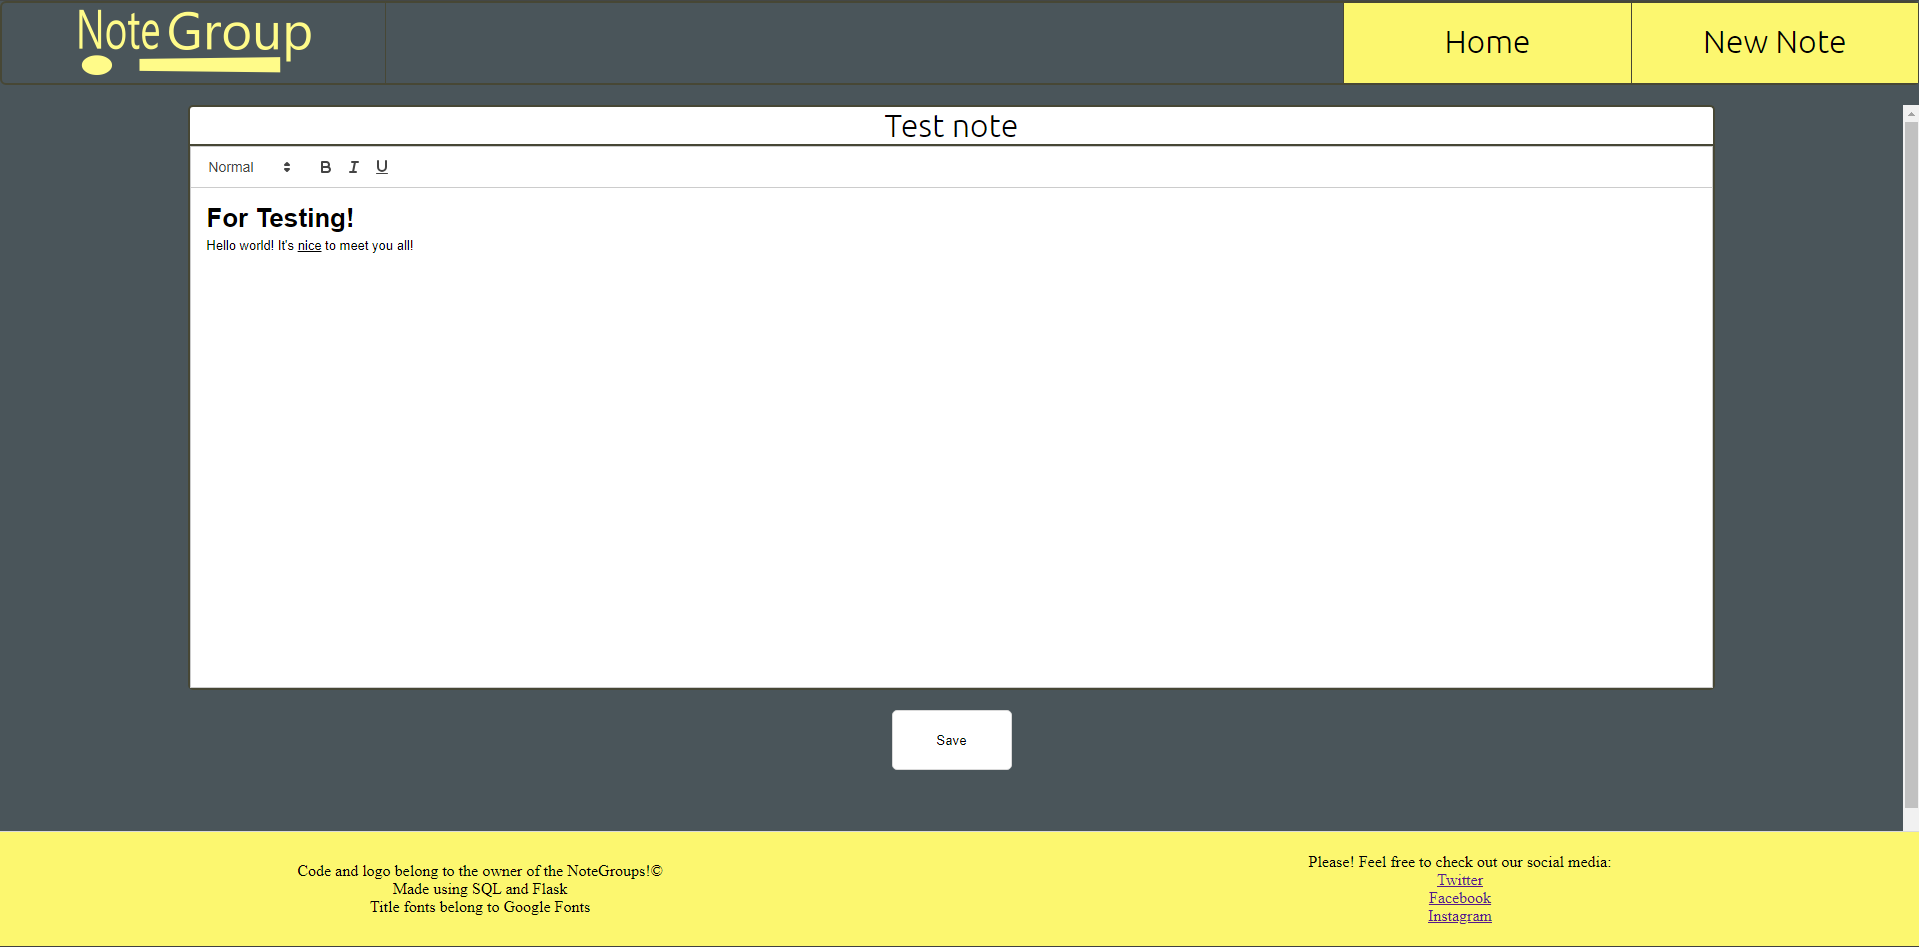 Note Group
Home
New Note
Test note
Normal
B I U
For Testing!
Hello world! It's nice to meet you all!
Save
Code and logo belong to the owner of the NoteGroups!©
Made using SQL and Flask
Title fonts belong to Google Fonts
Please! Feel free to check out our social media:
Twitter
Facebook
Instagram